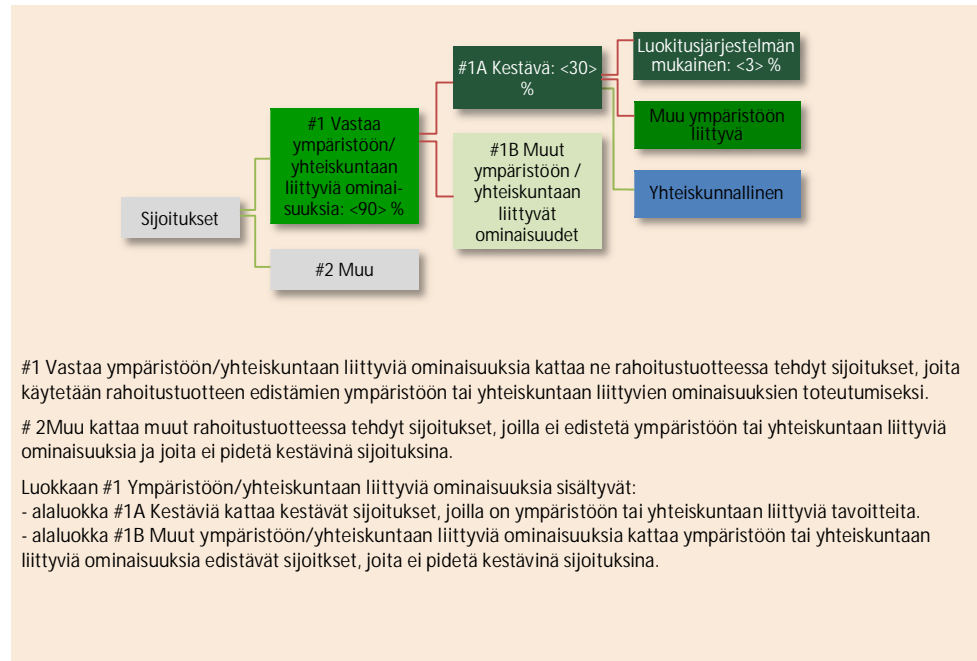 Sijoitukset
#1 Vastaa
ympäristöön/
yhteiskuntaan
liittyviä ominai-
suuksia: <90> %
#2 Muu
#1A Kestävä: <30>
%
#1B Muut
ympäristöön /
yhteiskuntaan
liittyvät
ominaisuudet
Luokitusjärjestelmän
mukainen: <3> %
Muu ympäristöön
liittyvä
Yhteiskunnallinen
#1 Vastaa ympäristöön/yhteiskuntaan liittyviä ominaisuuksia kattaa ne rahoitustuotteessa tehdyt sijoitukset, joita
käytetään rahoitustuotteen edistämien ympäristöön tai yhteiskuntaan liittyvien ominaisuuksien toteutumiseksi.
# 2Muu kattaa muut rahoitustuotteessa tehdyt sijoitukset, joilla ei edistetä ympäristöön tai yhteiskuntaan liittyviä
ominaisuuksia ja joita ei pidetä kestävinä sijoituksina.
Luokkaan #1 Ympäristöön/yhteiskuntaan liittyviä ominaisuuksia sisältyvät:
- alaluokka #1A Kestäviä kattaa kestävät sijoitukset, joilla on ympäristöön tai yhteiskuntaan liittyviä tavoitteita.
- alaluokka #1B Muut ympäristöön/yhteiskuntaan liittyviä ominaisuuksia kattaa ympäristöön tai yhteiskuntaan
liittyviä ominaisuuksia edistävät sijoitkset, joita ei pidetä kestävinä sijoituksina.